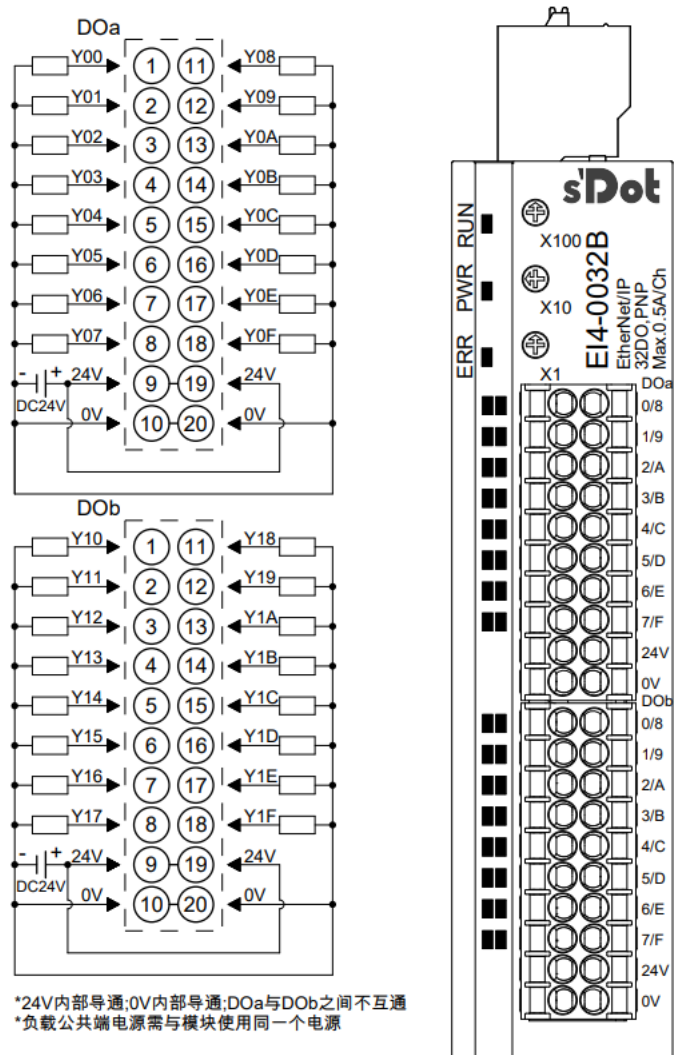 DOa
Y00 1 11 Y08
Y01 2 12 Y09
Y02 3 13 Y0A
Y03 4 14 Y0B
Y04 5 15 Y0C
Y05 6 16 Y0D
Y06 7 17 Y0E
Y07 8 18 Y0F
- + 24V 9 19 24V
DC24V
0V 10 20 0V
DOb
Y10 1 11 Y18
Y11 2 12 Y19
Y12 3 13 Y1A
Y13 4 14 Y1B
Y14 5 15 Y1C
Y15 6 16 Y1D
Y16 7 17 Y1E
Y17 8 18 Y1F
- + 24V 9 19 24V
DC24V
0V 10 20 0V
*24V内部导通;0V内部导通;DOa与DOb之间不互通
*负载公共端电源需与模块使用同一个电源
s'Dot
RUN
PWR
ERR
X100
X10
X1
EI4-0032B
EtherNet/IP
32DO,PNP
Max.0.5A/Ch
DOa
0/8
1/9
2/A
3/B
4/C
5/D
6/E
7/F
24V
0V
DOb
0/8
1/9
2/A
3/B
4/C
5/D
6/E
7/F
24V
0V